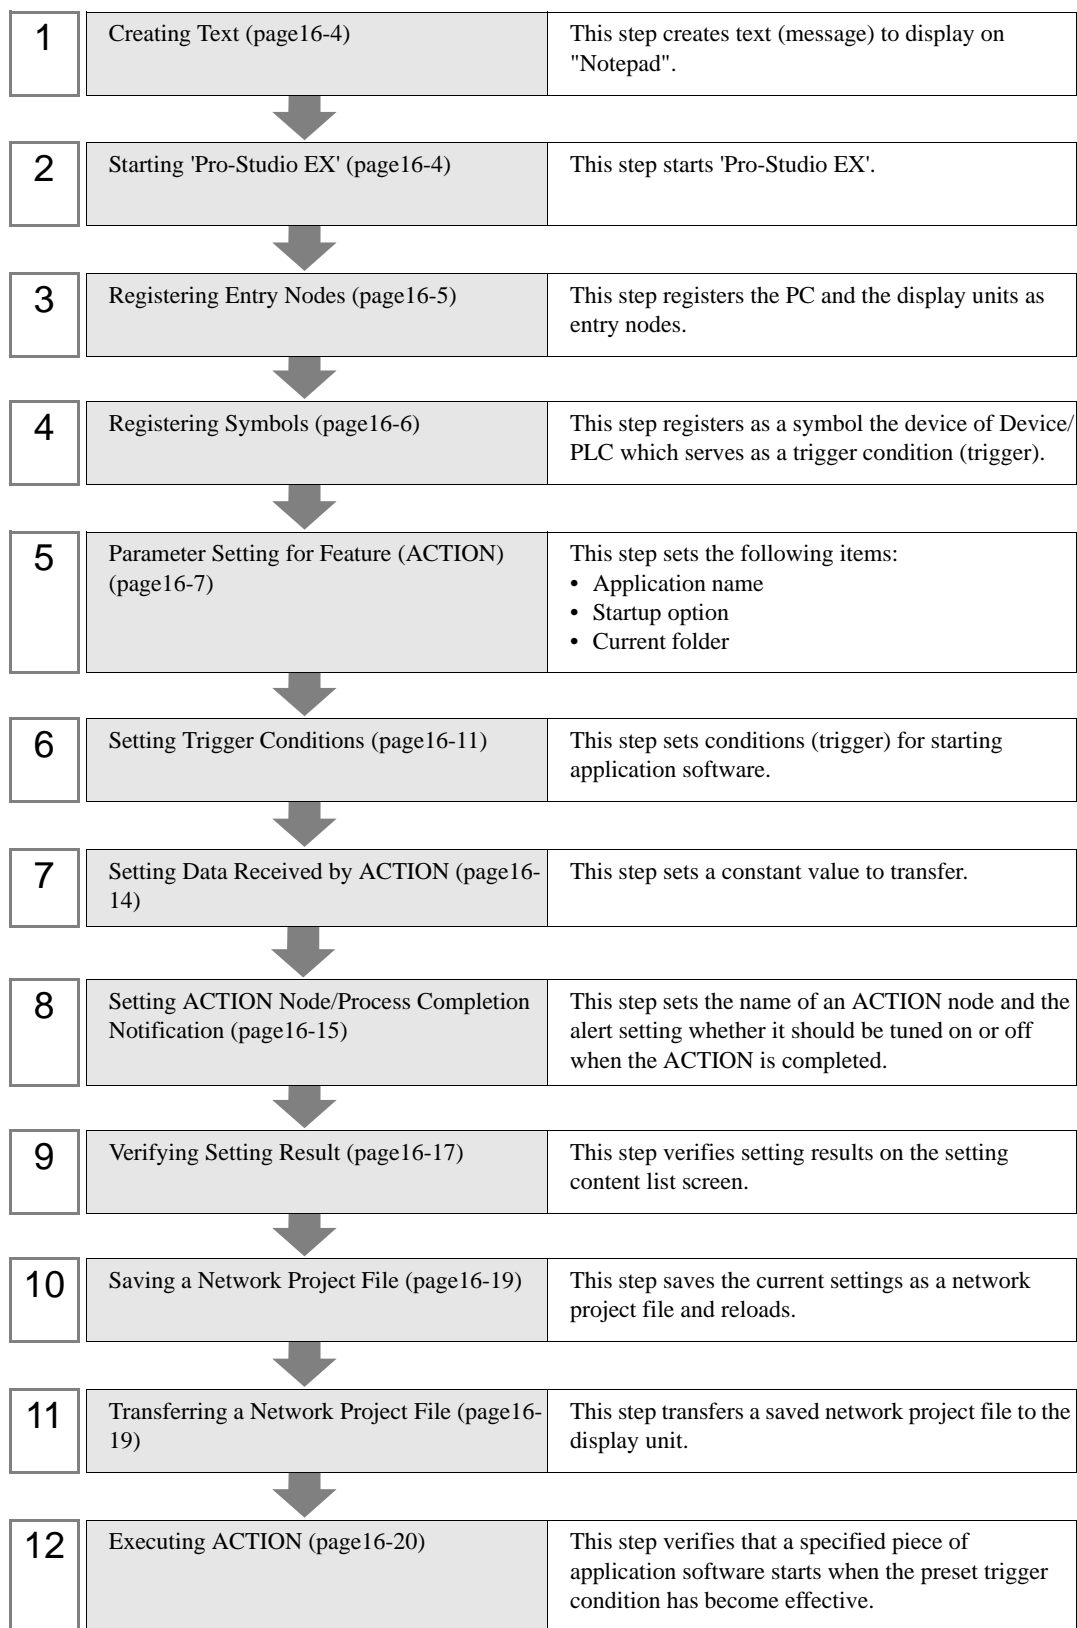 1
Creating Text (page16-4)
This step creates text (message) to display on
"Notepad".
2
Starting 'Pro-Studio EX' (page16-4)
This step starts 'Pro-Studio EX'.
3
Registering Entry Nodes (page16-5)
This step registers the PC and the display units as
entry nodes.
4
Registering Symbols (page16-6)
This step registers as a symbol the device of Device/
PLC which serves as a trigger condition (trigger).
5
Parameter Setting for Feature (ACTION)
(page16-7)
This step sets the following items:
• Application name
• Startup option
• Current folder
6
Setting Trigger Conditions (page16-11)
This step sets conditions (trigger) for starting
application software.
7
Setting Data Received by ACTION (page16-
14)
This step sets a constant value to transfer.
8
Setting ACTION Node/Process Completion
Notification (page16-15)
This step sets the name of an ACTION node and the
alert setting whether it should be tuned on or off
when the ACTION is completed.
9
Verifying Setting Result (page16-17)
This step verifies setting results on the setting
content list screen.
10
Saving a Network Project File (page16-19)
This step saves the current settings as a network
project file and reloads.
11
Transferring a Network Project File (page16-
19)
This step transfers a saved network project file to the
display unit.
12
Executing ACTION (page16-20)
This step verifies that a specified piece of
application software starts when the preset trigger
condition has become effective.